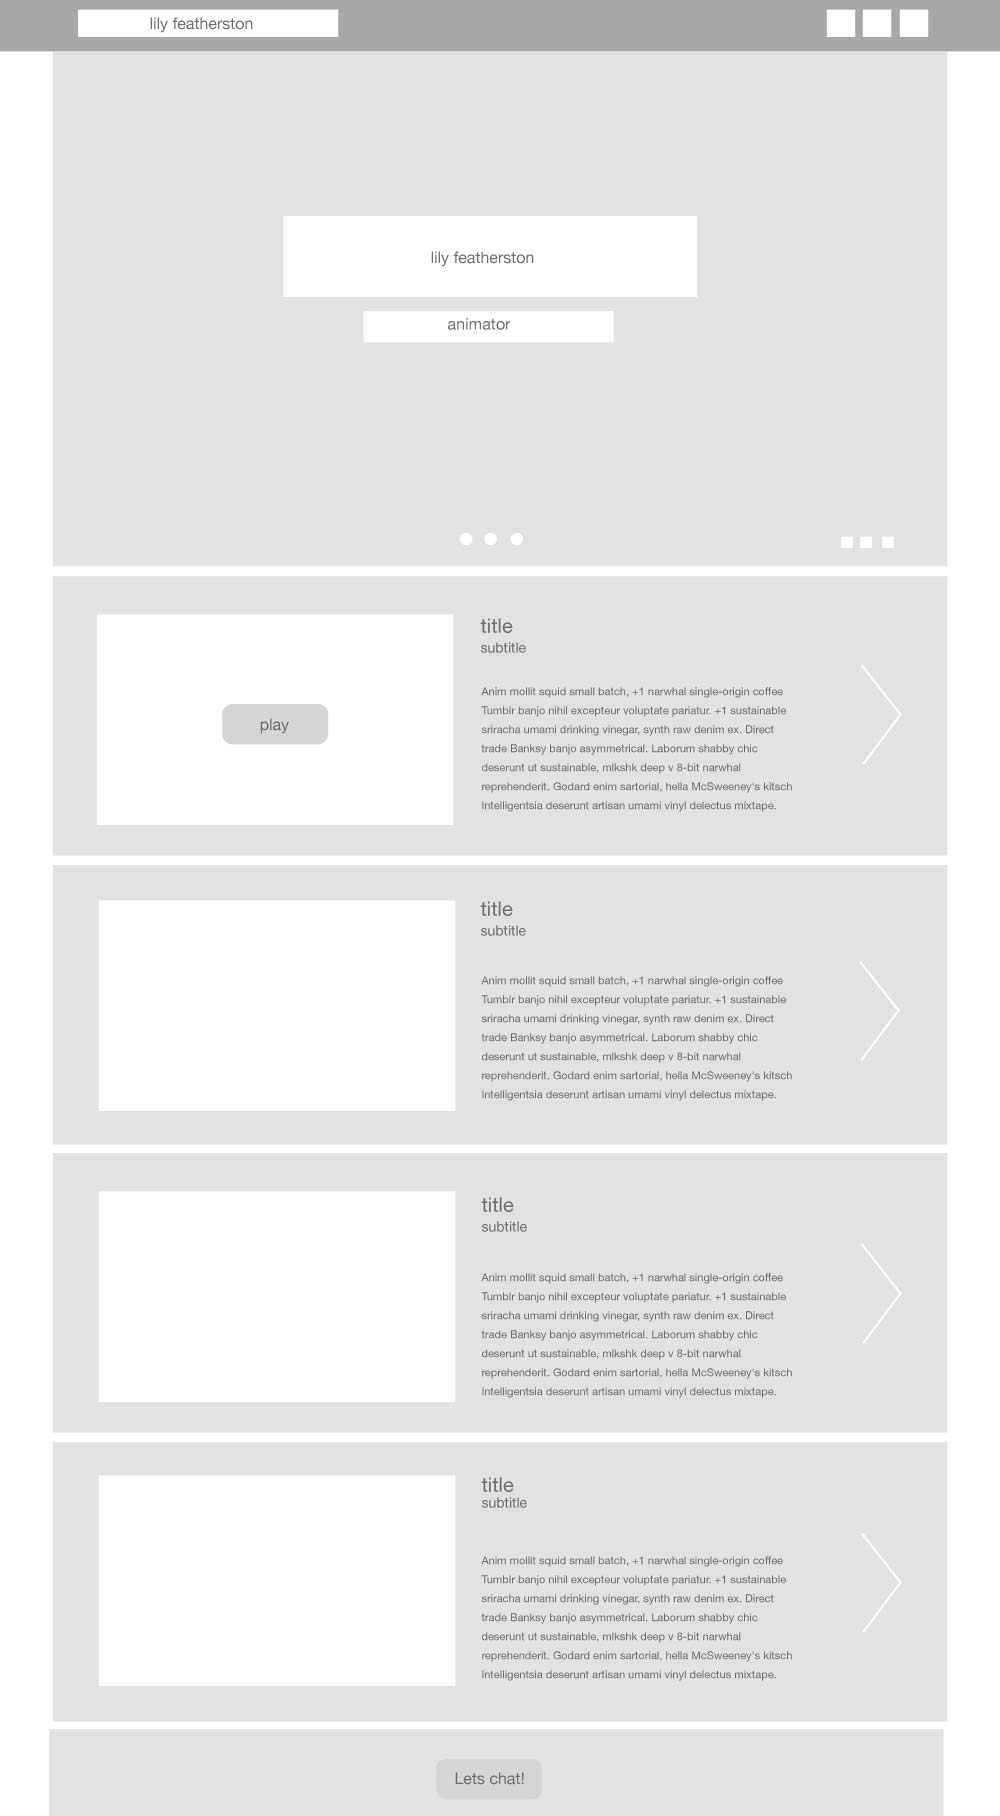 lily featherston
lily featherston
animator
title
subtitle
Anim mollit squid small batch, +1 narwhal single-origin coffee
Tumblr banjo nihil excepteur voluptate pariatur. +1 sustainable
sriracha umami drinking vinegar, synth raw denim ex. Direct
trade Banksy banjo asymmetrical. Laborum shabby chic
deserunt ut sustainable, mlkshk deep v 8-bit narwhal
reprehenderit. Godard enim sartorial, hella McSweeney's kitsch
Intelligentsia deserunt artisan umami vinyl delectus mixtape.
play
title
subtitle
Anim mollit squid small batch, +1 narwhal single-origin coffee
Tumblr banjo nihil excepteur voluptate pariatur. +1 sustainable
sriracha umami drinking vinegar, synth raw denim ex. Direct
trade Banksy banjo asymmetrical. Laborum shabby chic
deserunt ut sustainable, mlkshk deep v 8-bit narwhal
reprehenderit. Godard enim sartorial, hella McSweeney's kitsch
Intelligentsia deserunt artisan umami vinyl delectus mixtape.
title
subtitle
Anim mollit squid small batch, +1 narwhal single-origin coffee
Tumblr banjo nihil excepteur voluptate pariatur. +1 sustainable
sriracha umami drinking vinegar, synth raw denim ex. Direct
trade Banksy banjo asymmetrical. Laborum shabby chic
deserunt ut sustainable, mlkshk deep v 8-bit narwhal
reprehenderit. Godard enim sartorial, hella McSweeney's kitsch
Intelligentsia deserunt artisan umami vinyl delectus mixtape.
title
subtitle
Anim mollit squid small batch, +1 narwhal single-origin coffee
Tumblr banjo nihil excepteur voluptate pariatur. +1 sustainable
sriracha umami drinking vinegar, synth raw denim ex. Direct
trade Banksy banjo asymmetrical. Laborum shabby chic
deserunt ut sustainable, mlkshk deep v 8-bit narwhal
reprehenderit. Godard enim sartorial, hella McSweeney's kitsch
Intelligentsia deserunt artisan umami vinyl delectus mixtape.
Lets chat!